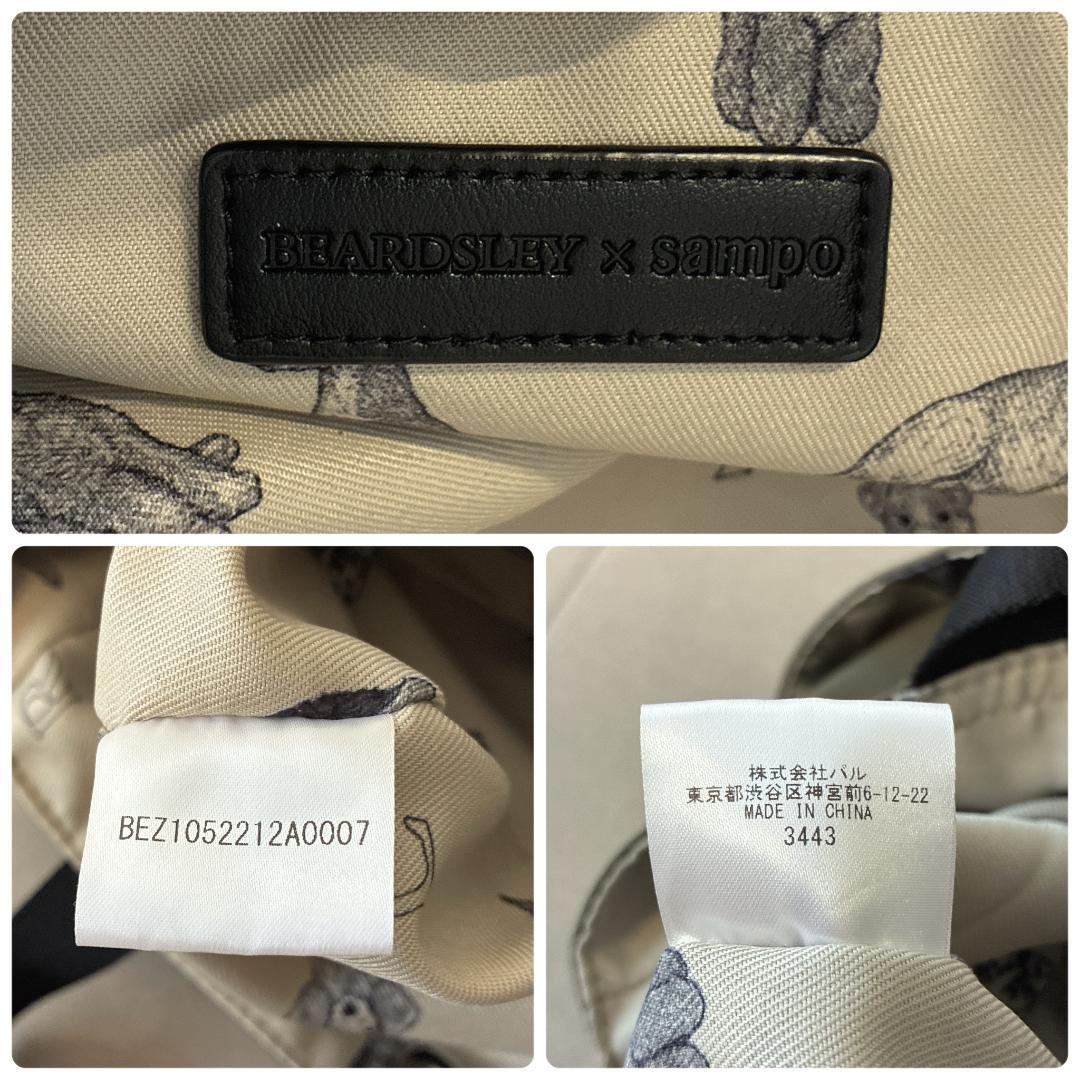 BEARDSLEY × sampo
BEZ1052212A0007
株式会社パル
東京都渋谷区神宮前6-12-22
MADE IN CHINA
3443